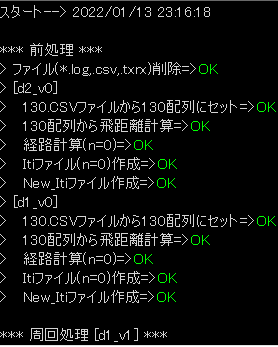 スタート--> 2022/01/13 23:16:18
*** 前処理 ***
> ファイル(*.log,.csv,.txrx)削除=>OK
> [d2_v0]
>  130.CSVファイルから130配列にセット=>OK
>  130配列から飛距離計算=>OK
>  経路計算(n=0)=>OK
>  Itiファイル(n=0)作成=>OK
>  New_Itiファイル作成=>OK
> [d1_v0]
>  130.CSVファイルから130配列にセット=>OK
>  130配列から飛距離計算=>OK
>  経路計算(n=0)=>OK
>  Itiファイル(n=0)作成=>OK
>  New_Itiファイル作成=>OK
*** 周回処理 [d1_v1] ***